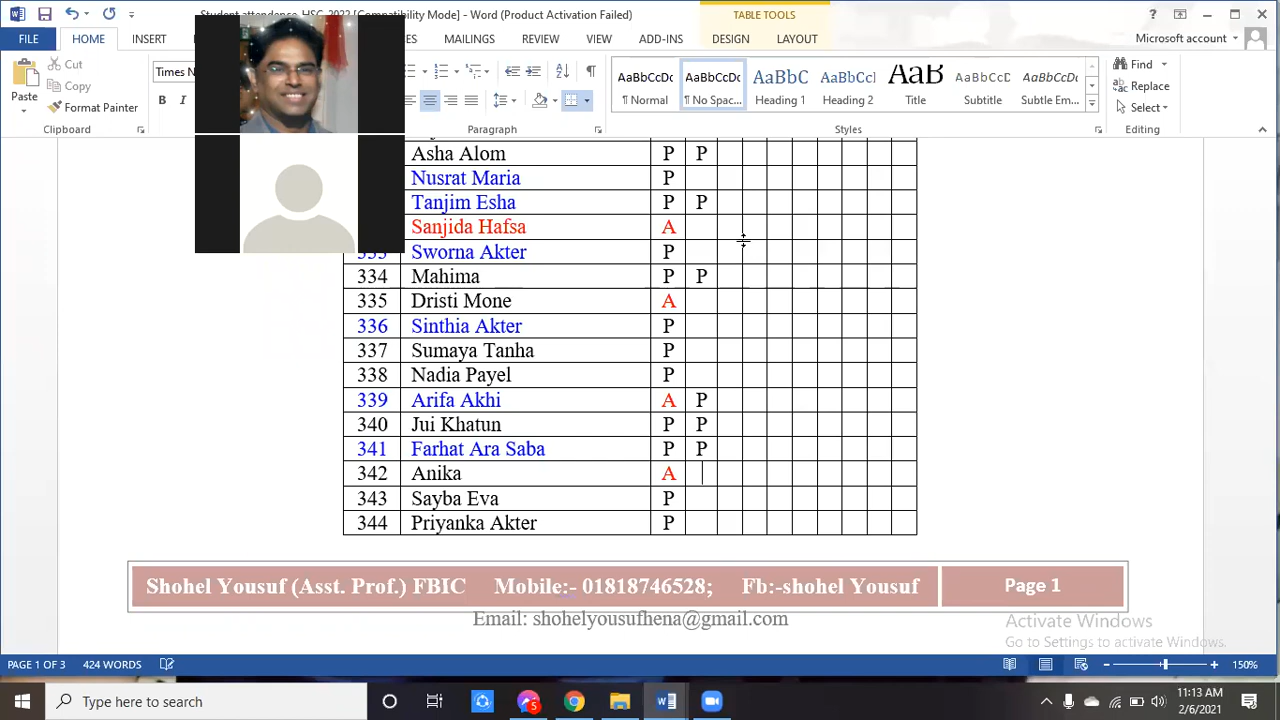 Student attendence-HSC-2022 [Compatibility Mode] - Word (Product Activation Failed)
TABLE TOOLS
FILE HOME INSERT MAILINGS REVIEW VIEW ADD-INS DESIGN LAYOUT
Microsoft account
Paste
Cut
Copy
Format Painter
Clipboard
Times N
B I
Paragraph
AaBbCcDc AaBbCcDc AaBbC AaBbCc AaB AaBbCcD AaBbCcD
¶ Normal ¶ No Spac... Heading 1 Heading 2 Title Subtitle Subtle Em...
Styles
Find
Replace
Select
Editing
Asha Alom P P
Nusrat Maria P
Tanjim Esha P P
Sanjida Hafsa A
333 Sworna Akter P
334 Mahima P P
335 Dristi Mone A
336 Sinthia Akter P
337 Sumaya Tanha P
338 Nadia Payel P
339 Arifa Akhi A P
340 Jui Khatun P P
341 Farhat Ara Saba P P
342 Anika A
343 Sayba Eva P
344 Priyanka Akter P
Shohel Yousuf (Asst. Prof.) FBIC Mobile:- 01818746528; Fb:-shohel Yousuf Page 1
Email: shohelyousufhena@gmail.com
Activate Windows
Go to Settings to activate Windows.
PAGE 1 OF 3 424 WORDS 150%
Type here to search
5
11:13 AM
2/6/2021